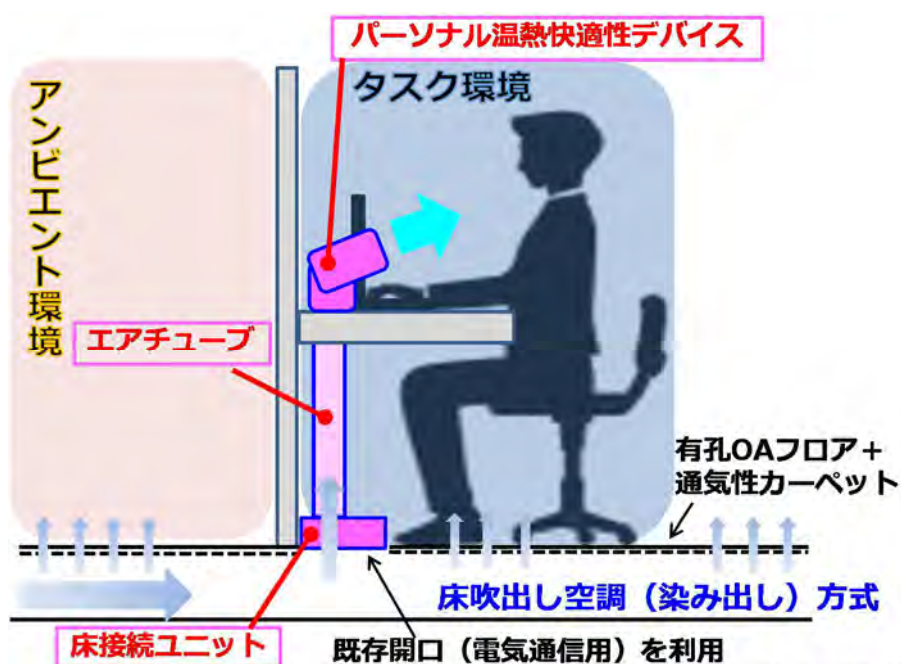 パーソナル温熱快適性デバイス
タスク環境
アンビエント環境
エアチューブ
有孔OAフロア＋
通気性カーペット
床吹出し空調（染み出し）方式
床接続ユニット
既存開口（電気通信用）を利用